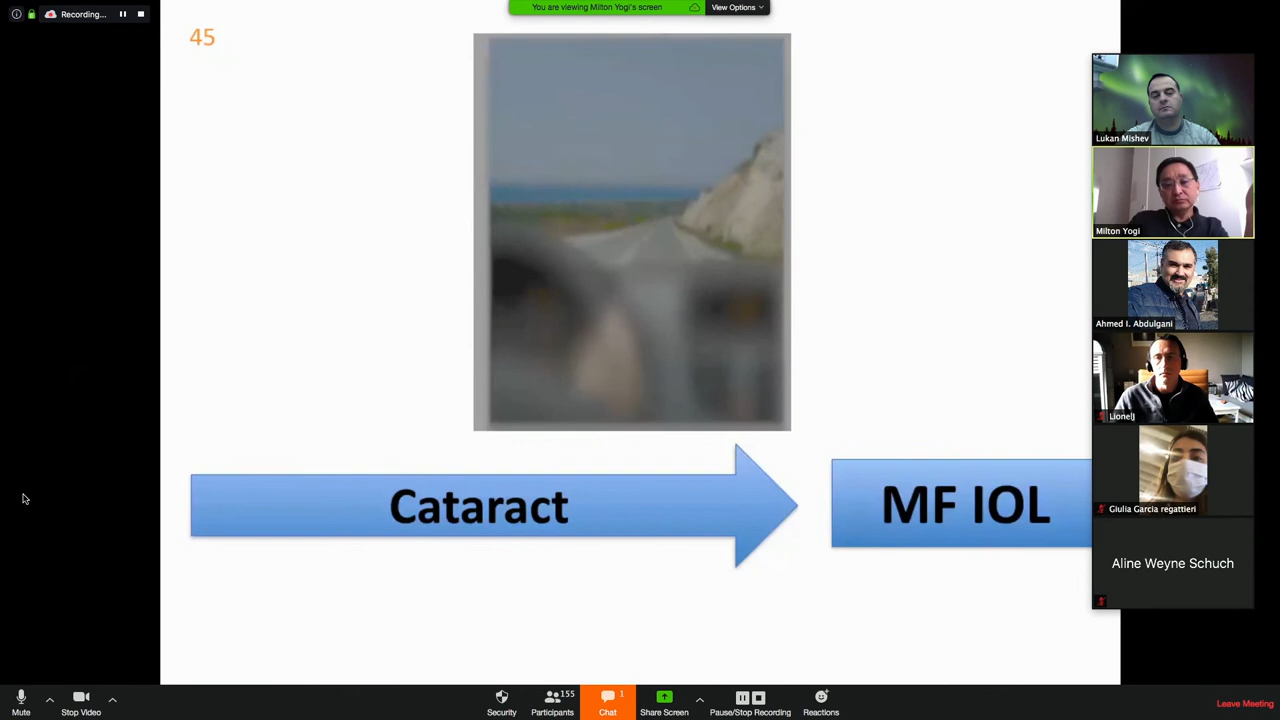 Recording...
You are viewing Milton Yogi's screen
View Options
45
Lukan Mishev
Milton Yogi
Ahmed I. Abdulgani
LionelJ
Giulia Garcia regattieri
Aline Weyne Schuch
Cataract
MF IOL
Mute
Stop Video
Security
Participants
155
Chat
1
Share Screen
Pause/Stop Recording
Reactions
Leave Meeting